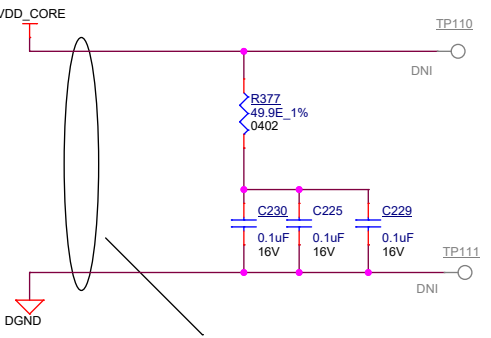 VDD_CORE
TP110
DNI
R377
49.9E_1%
0402
C230
C225
C229
0.1uF
0.1uF
0.1uF
16V
16V
16V
TP111
DNI
DGND